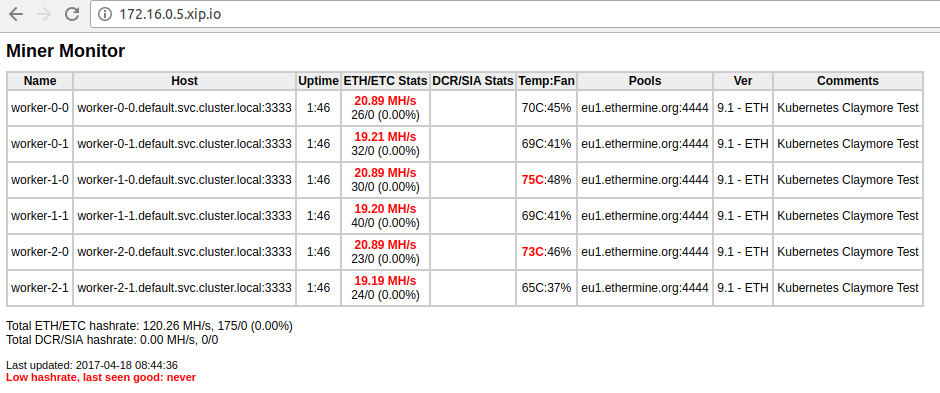 172.16.0.5.xip.io
Miner Monitor
Name Host Uptime ETH/ETC Stats DCR/SIA Stats Temp:Fan Pools Ver Comments
worker-0-0 worker-0-0.default.svc.cluster.local:3333 1:46 20.89 MH/s 26/0 (0.00%) 70C:45% eu1.ethermine.org:4444 9.1 - ETH Kubernetes Claymore Test
worker-0-1 worker-0-1.default.svc.cluster.local:3333 1:46 19.21 MH/s 32/0 (0.00%) 69C:41% eu1.ethermine.org:4444 9.1 - ETH Kubernetes Claymore Test
worker-1-0 worker-1-0.default.svc.cluster.local:3333 1:46 20.89 MH/s 30/0 (0.00%) 75C:48% eu1.ethermine.org:4444 9.1 - ETH Kubernetes Claymore Test
worker-1-1 worker-1-1.default.svc.cluster.local:3333 1:46 19.20 MH/s 40/0 (0.00%) 69C:41% eu1.ethermine.org:4444 9.1 - ETH Kubernetes Claymore Test
worker-2-0 worker-2-0.default.svc.cluster.local:3333 1:46 20.89 MH/s 23/0 (0.00%) 73C:46% eu1.ethermine.org:4444 9.1 - ETH Kubernetes Claymore Test
worker-2-1 worker-2-1.default.svc.cluster.local:3333 1:46 19.19 MH/s 24/0 (0.00%) 65C:37% eu1.ethermine.org:4444 9.1 - ETH Kubernetes Claymore Test
Total ETH/ETC hashrate: 120.26 MH/s, 175/0 (0.00%)
Total DCR/SIA hashrate: 0.00 MH/s, 0/0
Last updated: 2017-04-18 08:44:36
Low hashrate, last seen good: never